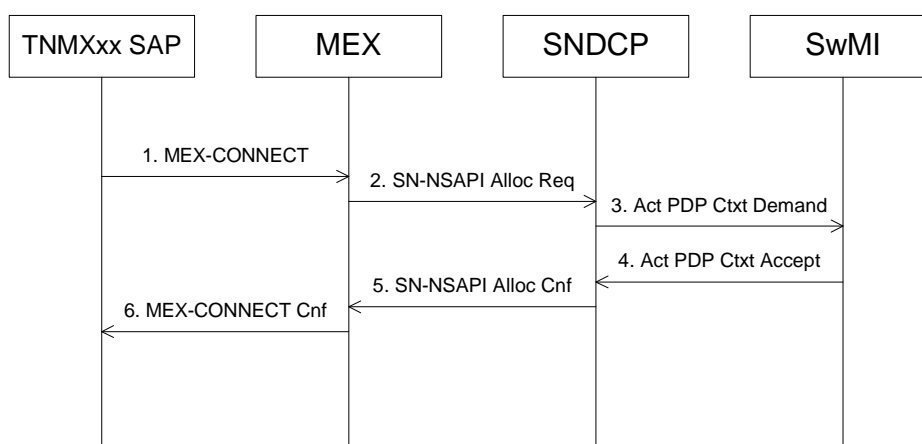 TNMXxx SAP
MEX
SNDCP
SwMI
1. MEX-CONNECT
2. SN-NSAPI Alloc Req
3. Act PDP Ctxt Demand
4. Act PDP Ctxt Accept
5. SN-NSAPI Alloc Cnf
6. MEX-CONNECT Cnf